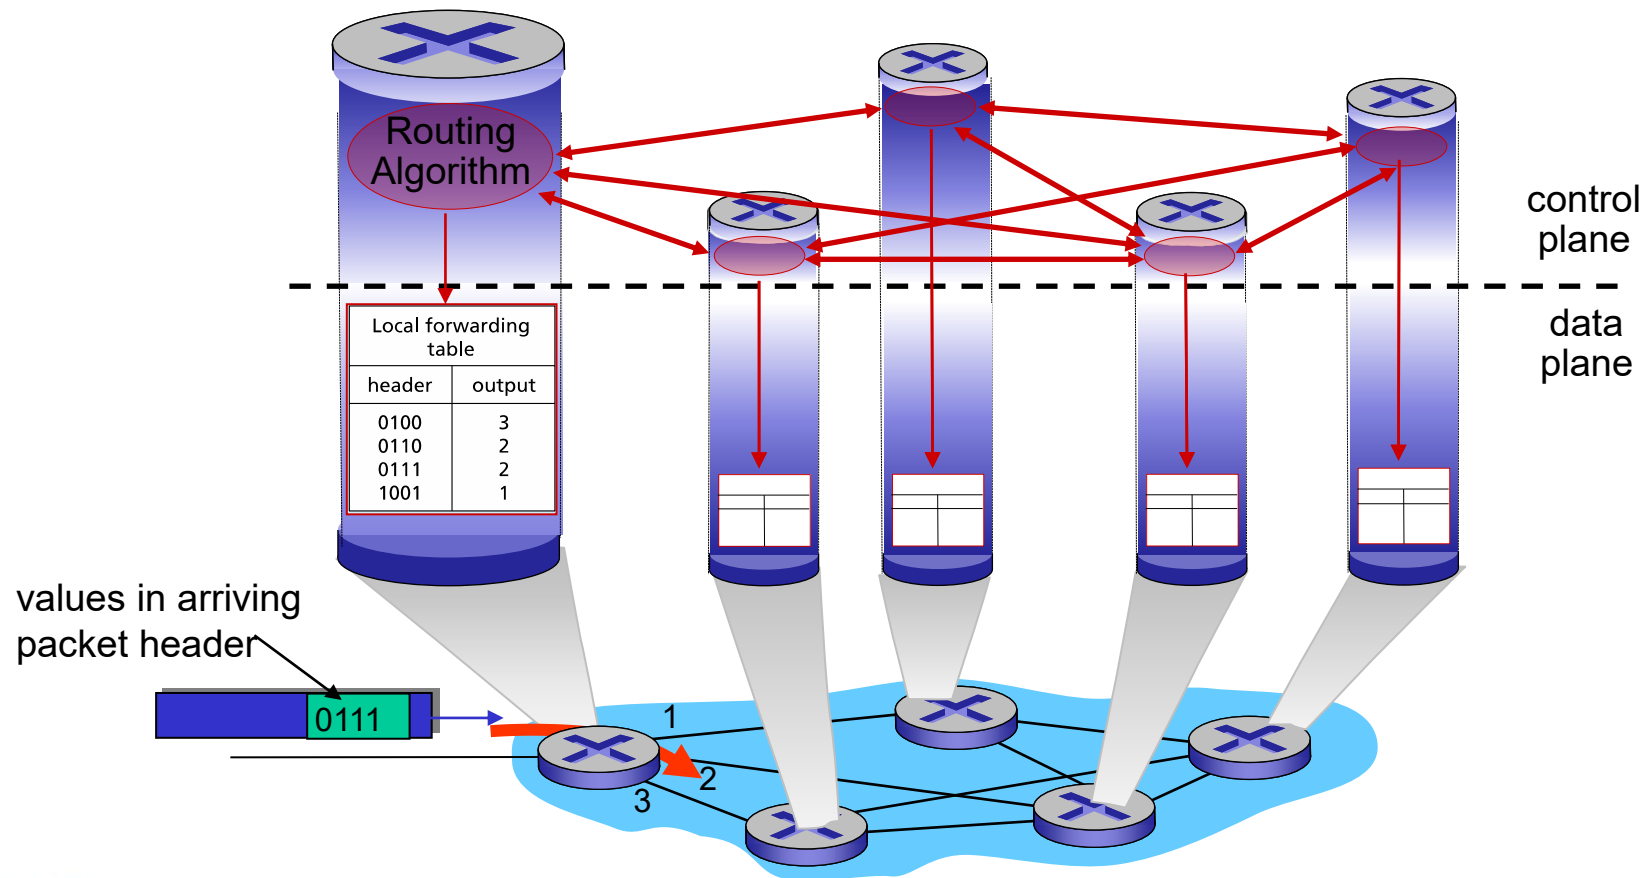 Routing
Algorithm
control
plane
data
plane
Local forwarding
table
header output
0100 3
0110 2
0111 2
1001 1
values in arriving
packet header
0111
1
2
3